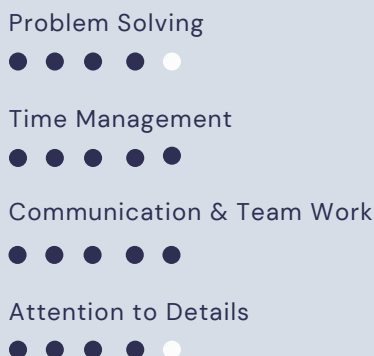 Problem Solving
Time Management
Communication & Team Work
Attention to Details